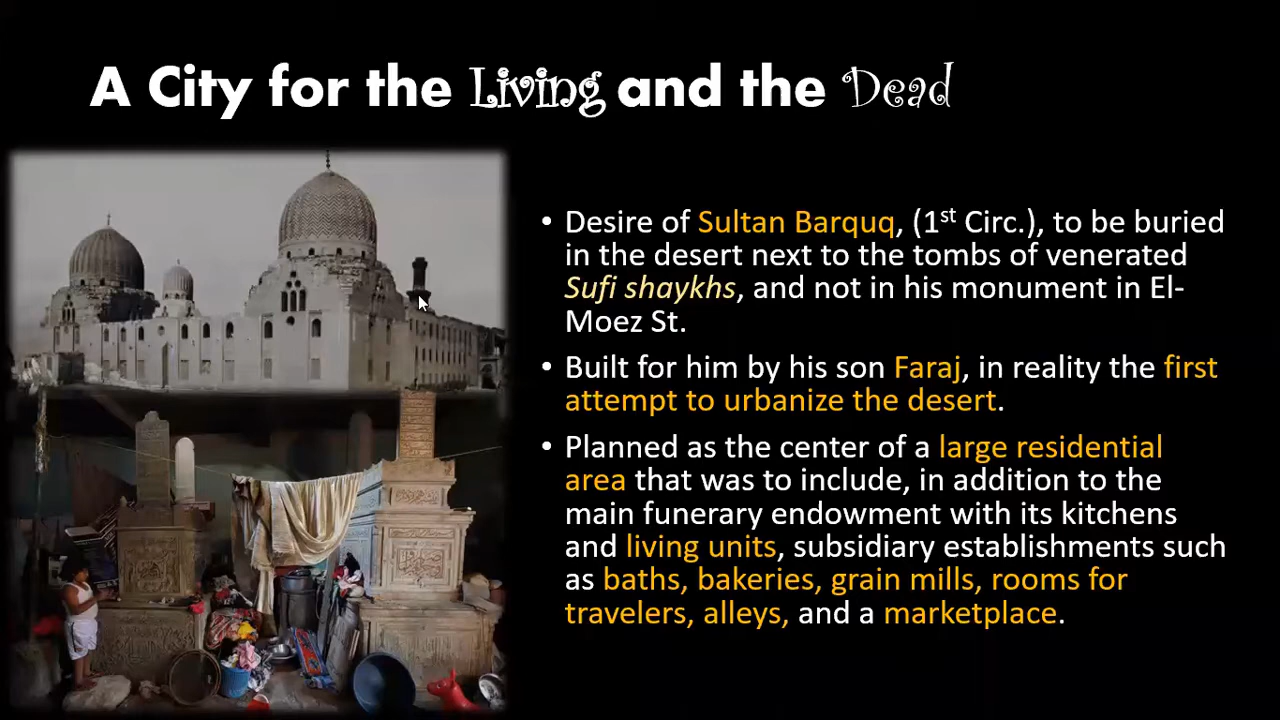 A City for the Living and the Dead
• Desire of Sultan Barquq, (1st Circ.), to be buried
in the desert next to the tombs of venerated
Sufi shaykhs, and not in his monument in El-
Moez St.
• Built for him by his son Faraj, in reality the first
attempt to urbanize the desert.
• Planned as the center of a large residential
area that was to include, in addition to the
main funerary endowment with its kitchens
and living units, subsidiary establishments such
as baths, bakeries, grain mills, rooms for
travelers, alleys, and a marketplace.